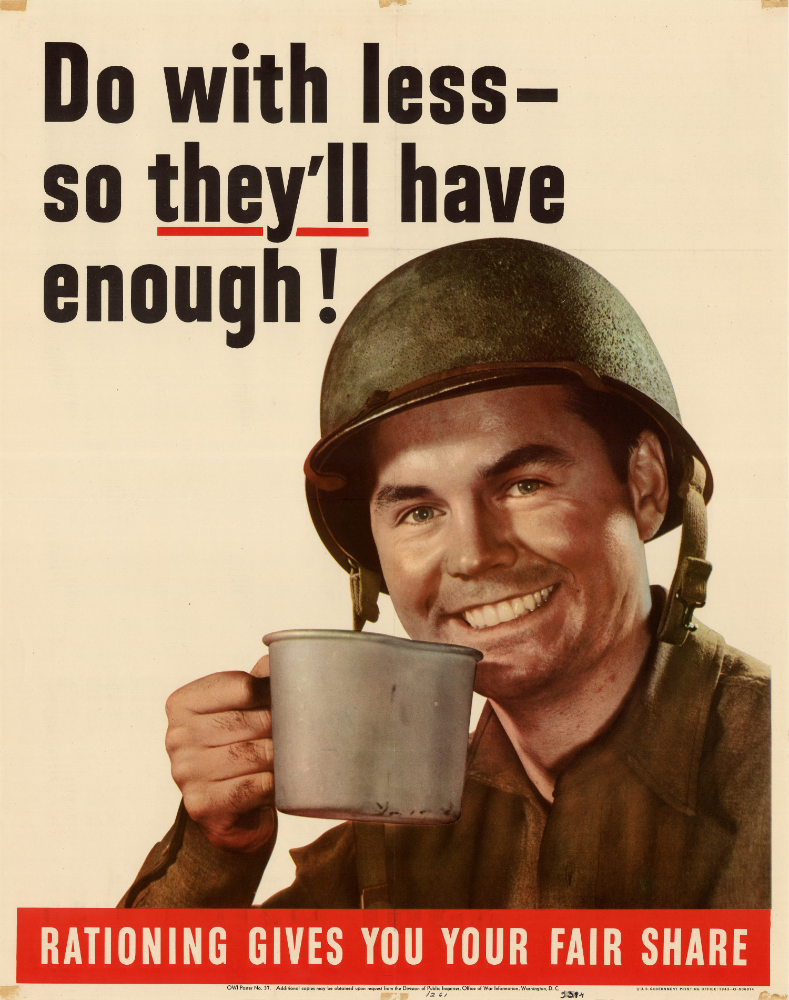 Do with less—
so they'll have
enough!
RATIONING GIVES YOU YOUR FAIR SHARE
OWI Poster No. 37. Additional copies may be obtained upon request from the Division of Public Inquiries, Office of War Information, Washington, D. C.
☆ U. S. GOVERNMENT PRINTING OFFICE: 1943—O-506014
1261